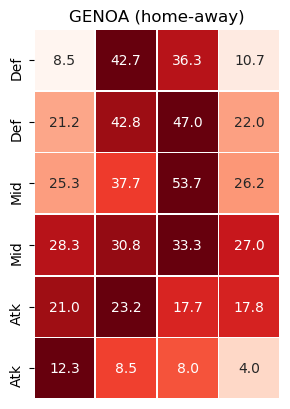 GENOA (home-away)
Def 8.5 42.7 36.3 10.7
Def 21.2 42.8 47.0 22.0
Mid 25.3 37.7 53.7 26.2
Mid 28.3 30.8 33.3 27.0
Atk 21.0 23.2 17.7 17.8
Atk 12.3 8.5 8.0 4.0